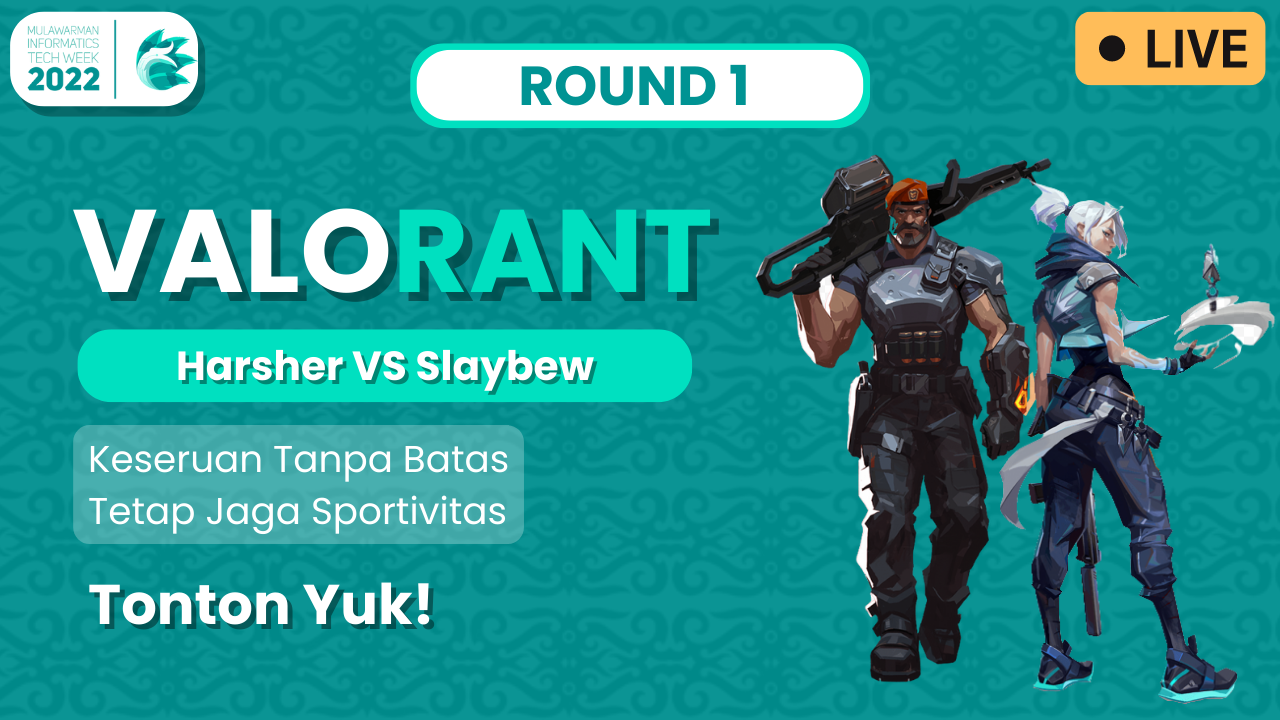 MULAWARMAN
INFORMATICS
TECH WEEK
2022
ROUND 1
LIVE
VALORANT
Harsher VS Slaybew
Keseruan Tanpa Batas
Tetap Jaga Sportivitas
Tonton Yuk!